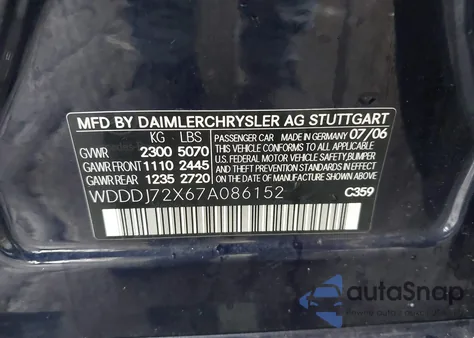 MFD BY DAIMLERCHRYSLER AG STUTTGART
KG LBS PASSENGER CAR MADE IN GERMANY 07/06
GVWR 2300 5070 THIS VEHICLE CONFORMS TO ALL
GAWR FRONT 1110 2445 APPLICABLE U.S. FEDERAL MOTOR
GAWR REAR 1235 2720 VEHICLE SAFETY, BUMPER
AND THEFT PREVENTION STANDARDS IN EFFECT ON THE DATE OF MANUFACTURE SHOWN ABOVE
WDDDJ72X67A086152
C359
autoSnap